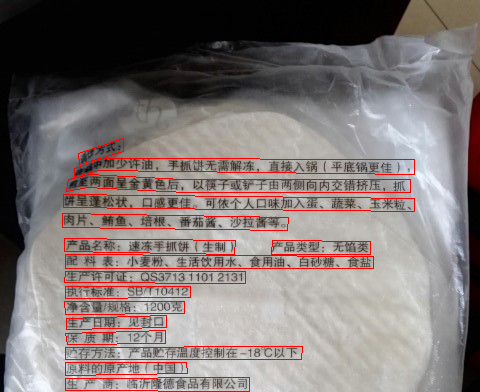 方式：
中加少许油，手抓饼无需解冻，直接入锅（平底锅更佳），
至两面呈金黄色后，以筷子或铲子由两侧向内交错挤压，抓
饼呈蓬松状，口感更佳。可依个人口味加入蛋、蔬菜、玉米粒、
肉片、鲔鱼、培根、番茄酱、沙拉酱等。
产品名称：速冻手抓饼（生制） 产品类型：无馅类
配 料 表：小麦粉、生活饮用水、食用油、白砂糖、食盐
生产许可证：QS3713 1101 2131
执行标准：SB/T10412
净含量/规格：1200克
生产日期：见封口
保 质 期：12个月
贮存方法：产品贮存温度控制在-18℃以下
原料的原产地（中国）
生 产 商：临沂隆德食品有限公司